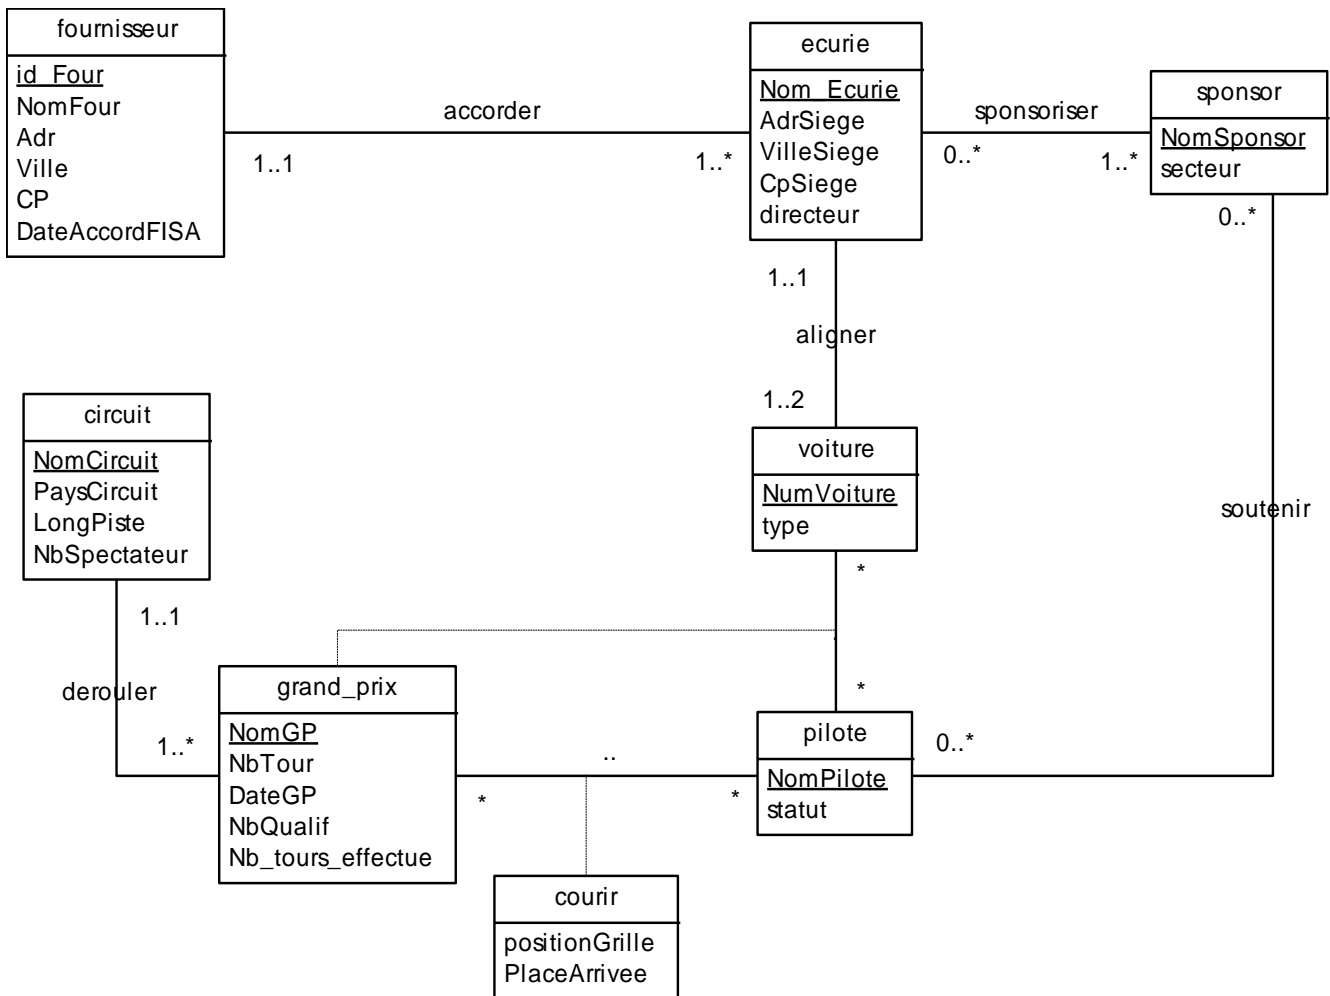 fournisseur
id_Four
NomFour
Adr
Ville
CP
DateAccordFISA
accorder
1..1
1..*
ecurie
Nom_Ecurie
AdrSiege
VilleSiege
CpSiege
directeur
sponsoriser
0..*
1..*
sponsor
NomSponsor
secteur
0..*
1..1
aligner
1..2
circuit
NomCircuit
PaysCircuit
LongPiste
NbSpectateur
voiture
NumVoiture
type
soutenir
*
1..1
derouler
1..*
grand_prix
NomGP
NbTour
DateGP
NbQualif
Nb_tours_effectue
*
..
*
*
pilote
NomPilote
statut
0..*
courir
positionGrille
PlaceArrivee